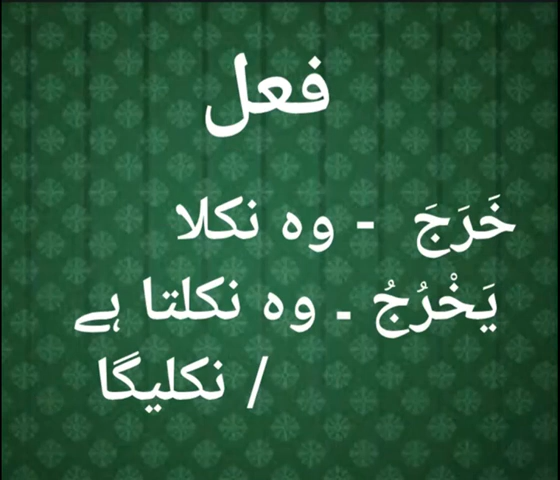 فعل
خَرَجَ - وہ نکلا
يَخْرُجُ - وہ نکلتا ہے
/ نکلیگا